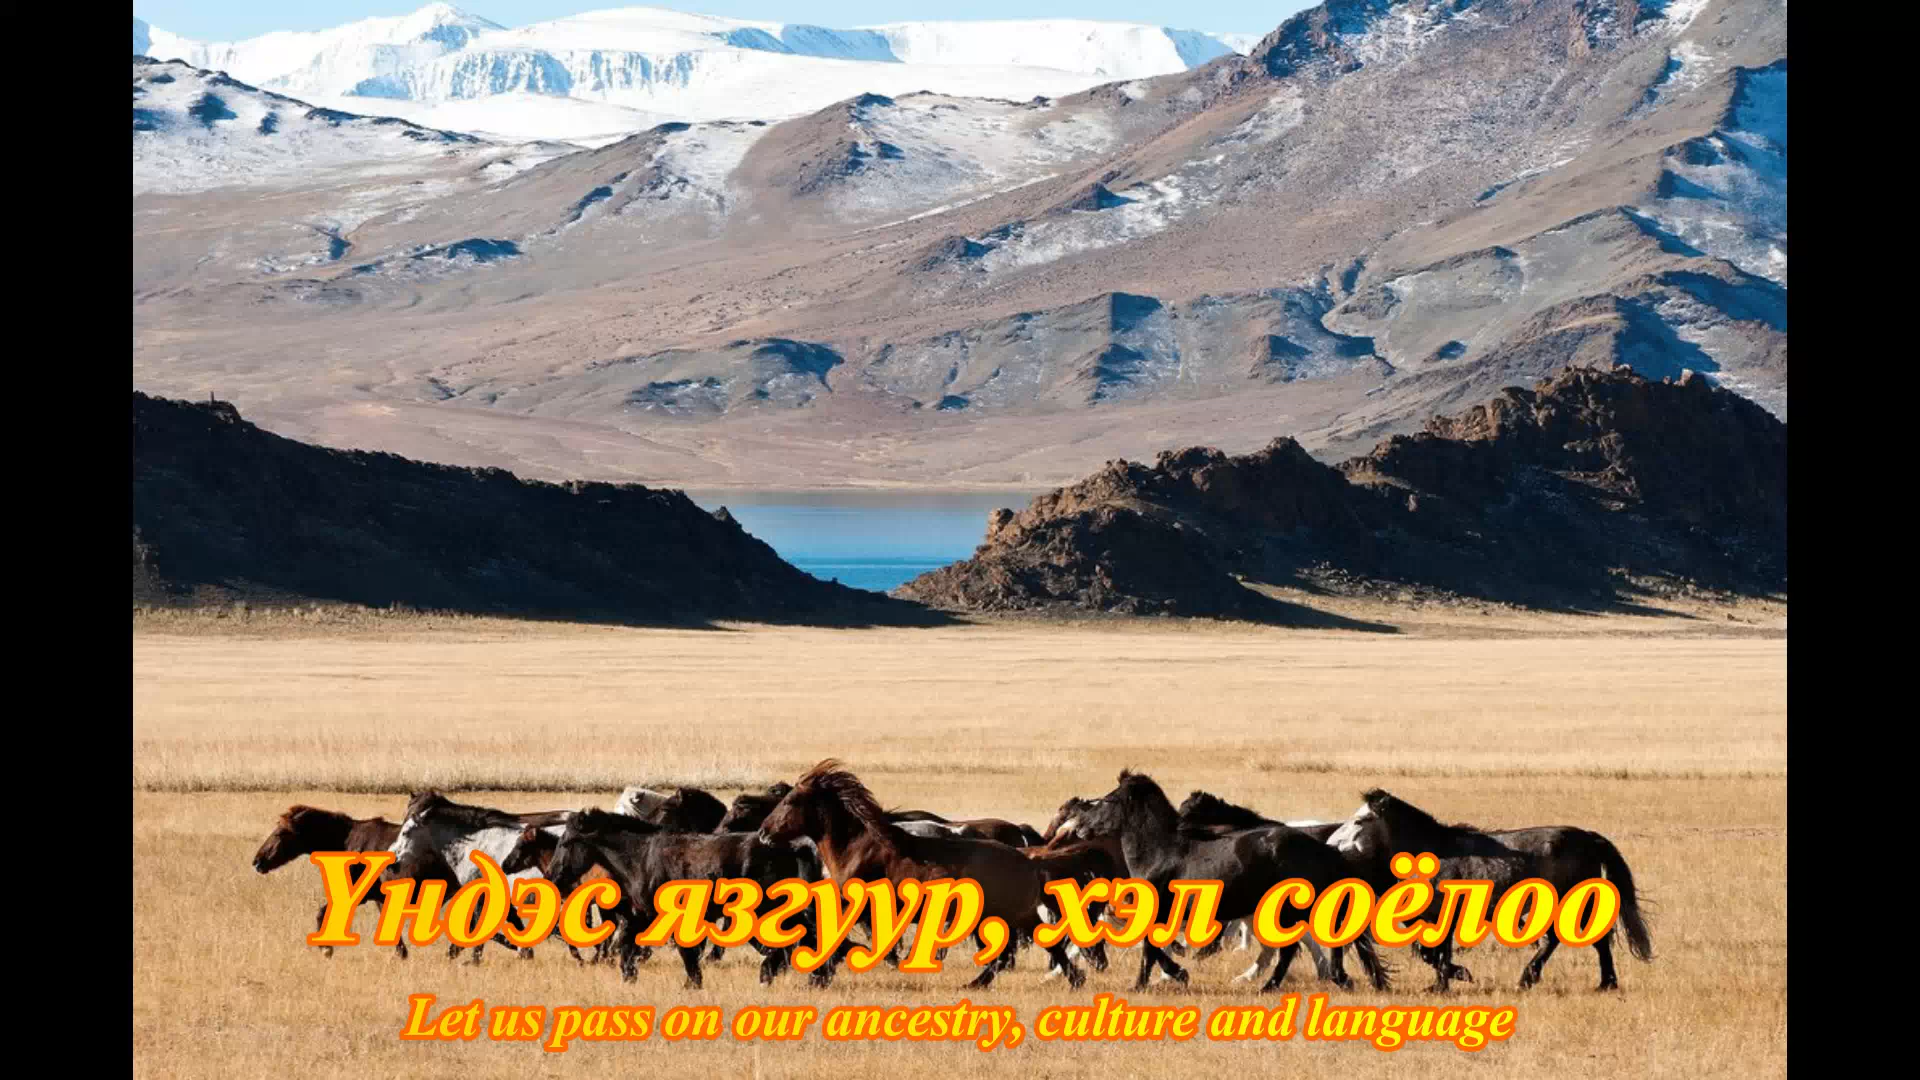 Үндэс язгуур, хэл соёлоо
Let us pass on our ancestry, culture and language